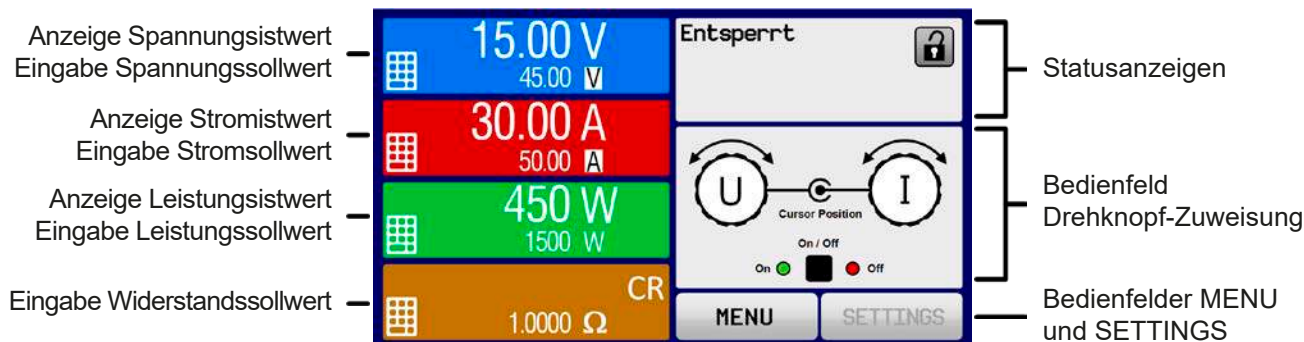 Anzeige Spannungsistwert
Eingabe Spannungssollwert
Anzeige Stromistwert
Eingabe Stromsollwert
Anzeige Leistungsistwert
Eingabe Leistungssollwert
Eingabe Widerstandssollwert
15.00 V
45.00 V
30.00 A
50.00 A
450 W
1500 W
CR
1.0000 Ω
Entsperrt
U
I
Cursor Position
On / Off
On
Off
MENU
SETTINGS
Statusanzeigen
Bedienfeld
Drehknopf-Zuweisung
Bedienfelder MENU
und SETTINGS